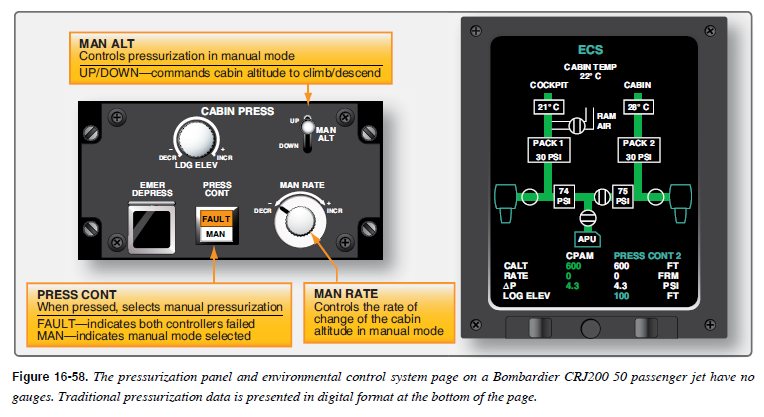 MAN ALT
Controls pressurization in manual mode
UP/DOWN—commands cabin altitude to climb/descend
CABIN PRESS
UP
MAN
ALT
DOWN
DECR
INCR
LDG ELEV
EMER
DEPRESS
PRESS
CONT
FAULT
MAN
MAN RATE
DECR
INCR
PRESS CONT
When pressed, selects manual pressurization
FAULT—indicates both controllers failed
MAN—indicates manual mode selected
MAN RATE
Controls the rate of
change of the cabin
altitude in manual mode
ECS
CABIN TEMP
22° C
COCKPIT CABIN
21° C 28° C
RAM
AIR
PACK 1 PACK 2
30 PSI 30 PSI
74 75
PSI PSI
APU
CPAM PRESS CONT 2
CALT 600 600 FT
RATE 0 0 FRM
ΔP 4.3 4.3 PSI
LOG ELEV 100 FT
Figure 16-58. The pressurization panel and environmental control system page on a Bombardier CRJ200 50 passenger jet have no
gauges. Traditional pressurization data is presented in digital format at the bottom of the page.